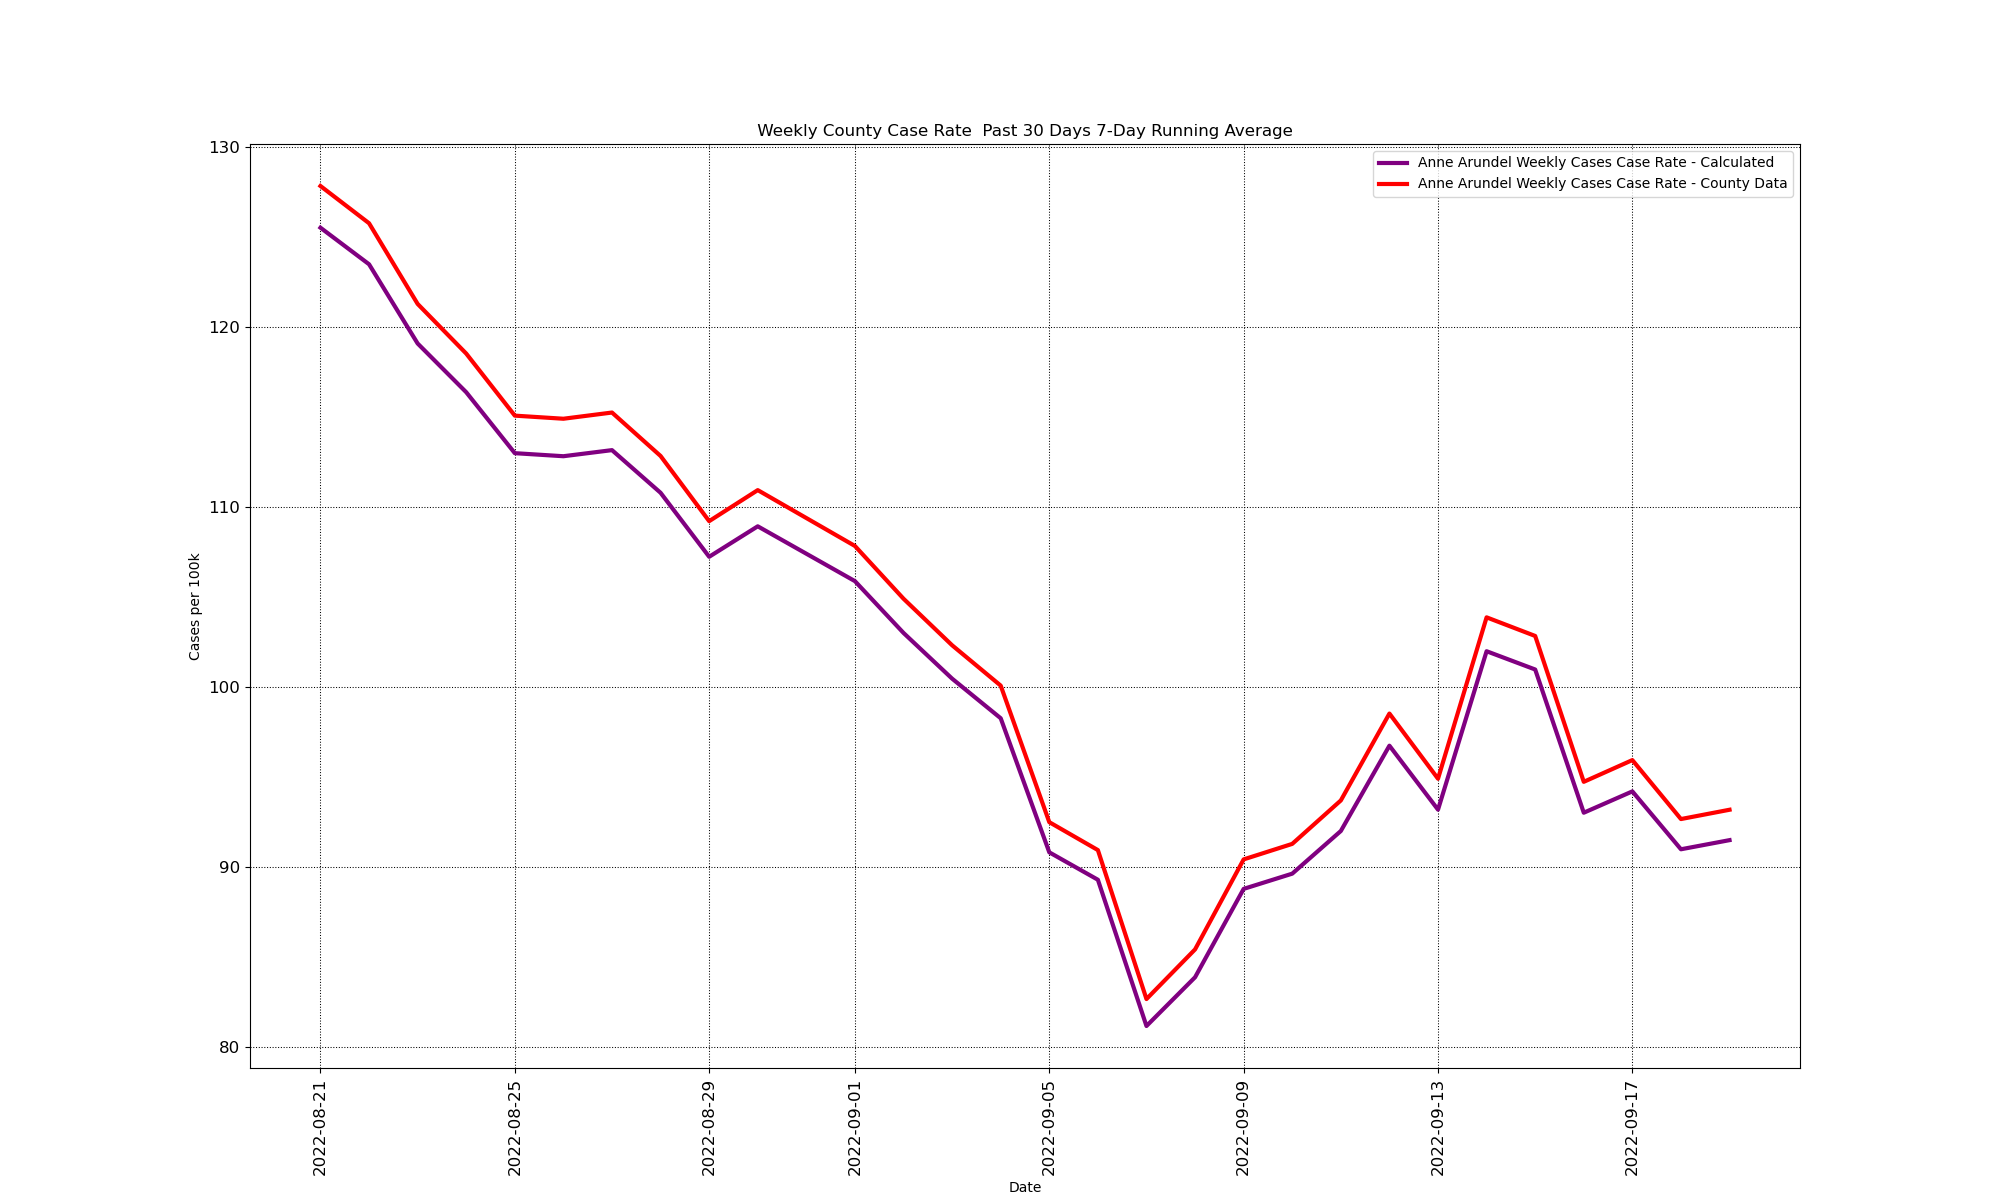 Weekly County Case Rate  Past 30 Days 7-Day Running Average
Anne Arundel Weekly Cases Case Rate - Calculated
Anne Arundel Weekly Cases Case Rate - County Data
130
120
110
100
90
80
Cases per 100k
2022-08-21
2022-08-25
2022-08-29
2022-09-01
2022-09-05
2022-09-09
2022-09-13
2022-09-17
Date